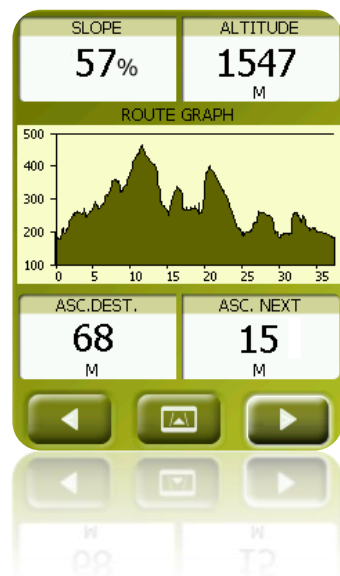 SLOPE ALTITUDE
57% 1547
M
ROUTE GRAPH
500
400
300
200
100
0 5 10 15 20 25 30 35
ASC.DEST. ASC. NEXT
68 15
M M